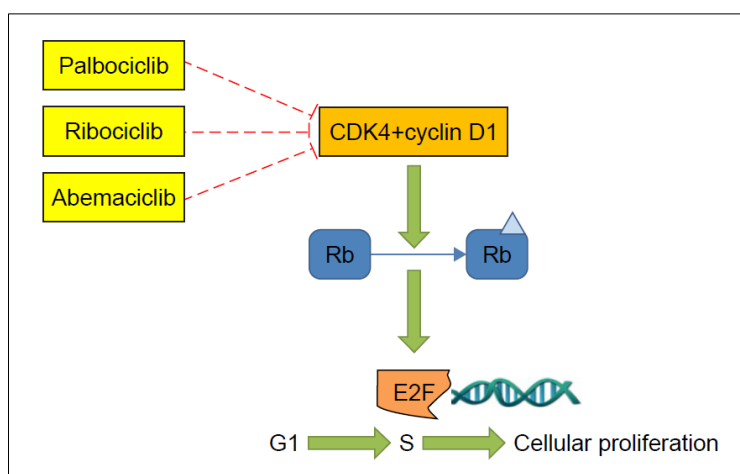 Palbociclib
Ribociclib
CDK4+cyclin D1
Abemaciclib
Rb
Rb
E2F
G1
S
Cellular proliferation